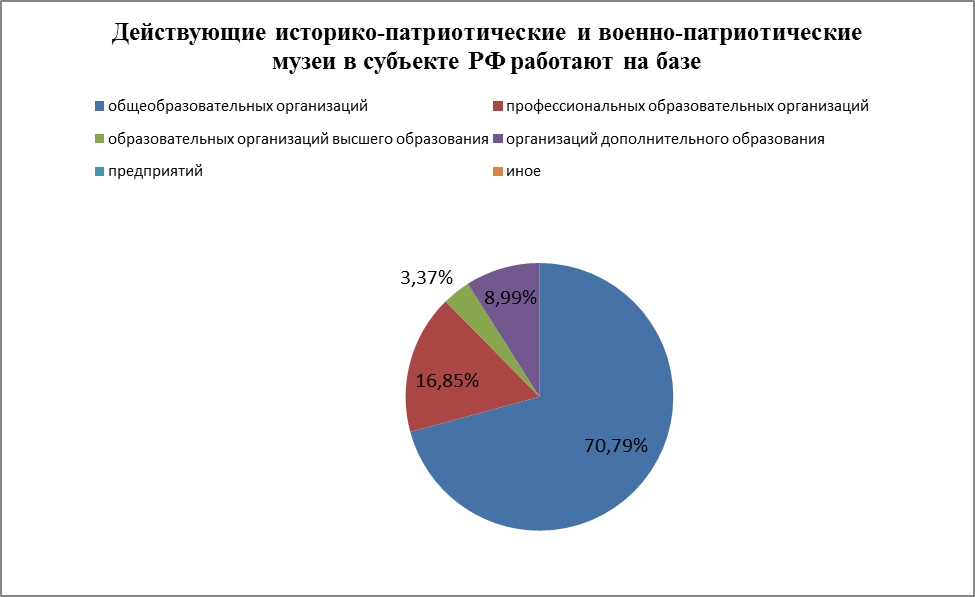 Действующие историко-патриотические и военно-патриотические
музеи в субъекте РФ работают на базе
общеобразовательных организаций
профессиональных образовательных организаций
образовательных организаций высшего образования
организаций дополнительного образования
предприятий
иное
3,37%
8,99%
16,85%
70,79%